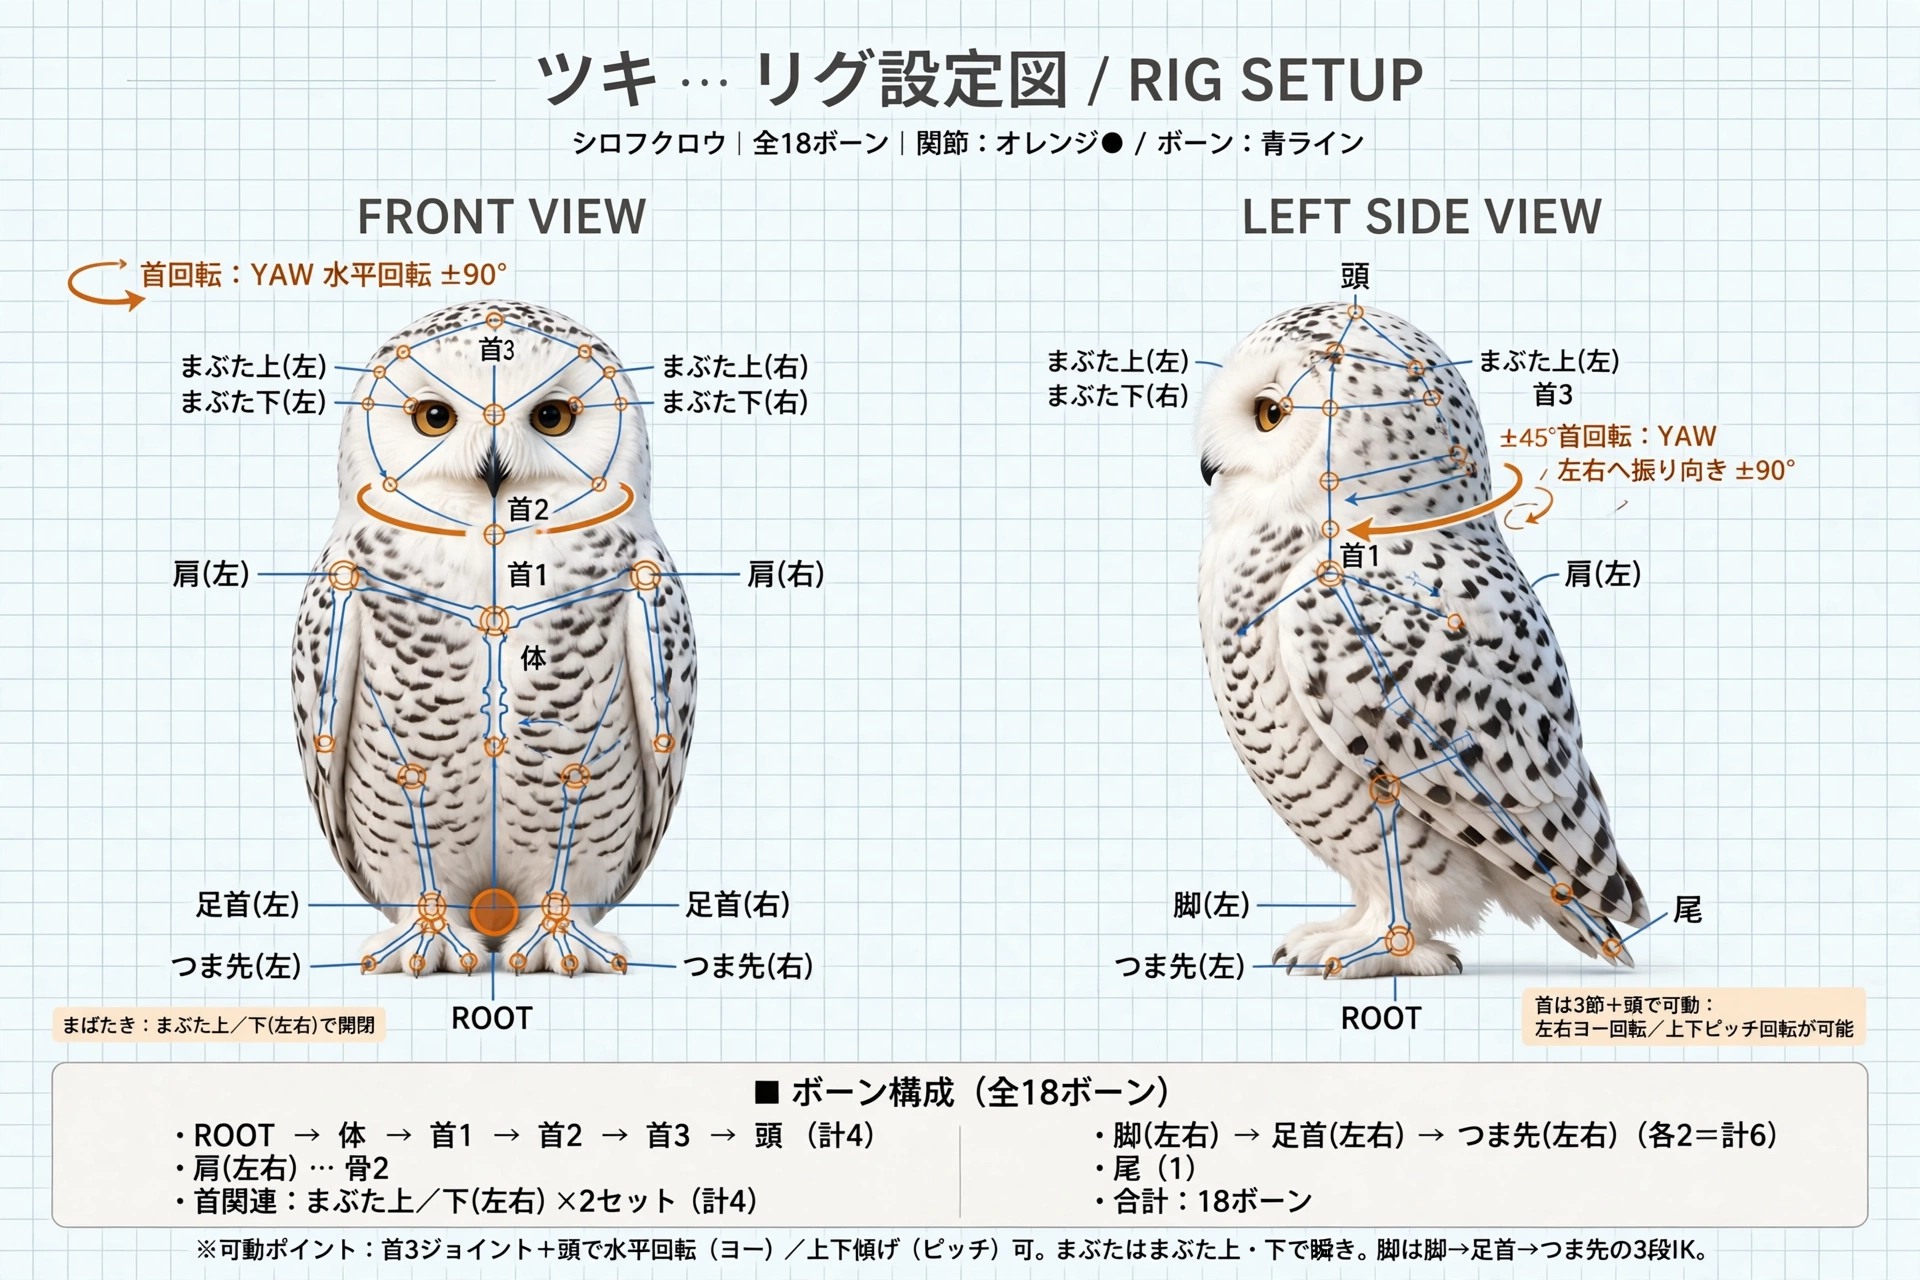 ツキ … リグ設定図 / RIG SETUP
シロフクロウ｜全18ボーン｜関節：オレンジ● / ボーン：青ライン
FRONT VIEW
首回転：YAW 水平回転 ±90°
首3
まぶた上(左)
まぶた上(右)
まぶた下(左)
まぶた下(右)
首2
首1
肩(左)
肩(右)
体
足首(左)
足首(右)
つま先(左)
つま先(右)
ROOT
まばたき：まぶた上／下(左右)で開閉
LEFT SIDE VIEW
頭
まぶた上(左)
まぶた上(左)
まぶた下(右)
首3
±45°首回転：YAW
左右へ振り向き ±90°
首1
肩(左)
脚(左)
尾
つま先(左)
ROOT
首は3節＋頭で可動：
左右ヨー回転／上下ピッチ回転が可能
■ ボーン構成（全18ボーン）
・ROOT → 体 → 首1 → 首2 → 首3 → 頭 （計4）
・肩(左右) … 骨2
・首関連：まぶた上／下(左右) ×2セット（計4）
・脚(左右) → 足首(左右) → つま先(左右)（各2＝計6）
・尾（1）
・合計：18ボーン
※可動ポイント：首3ジョイント＋頭で水平回転（ヨー）／上下傾げ（ピッチ）可。まぶたはまぶた上・下で瞬き。脚は脚→足首→つま先の3段IK。